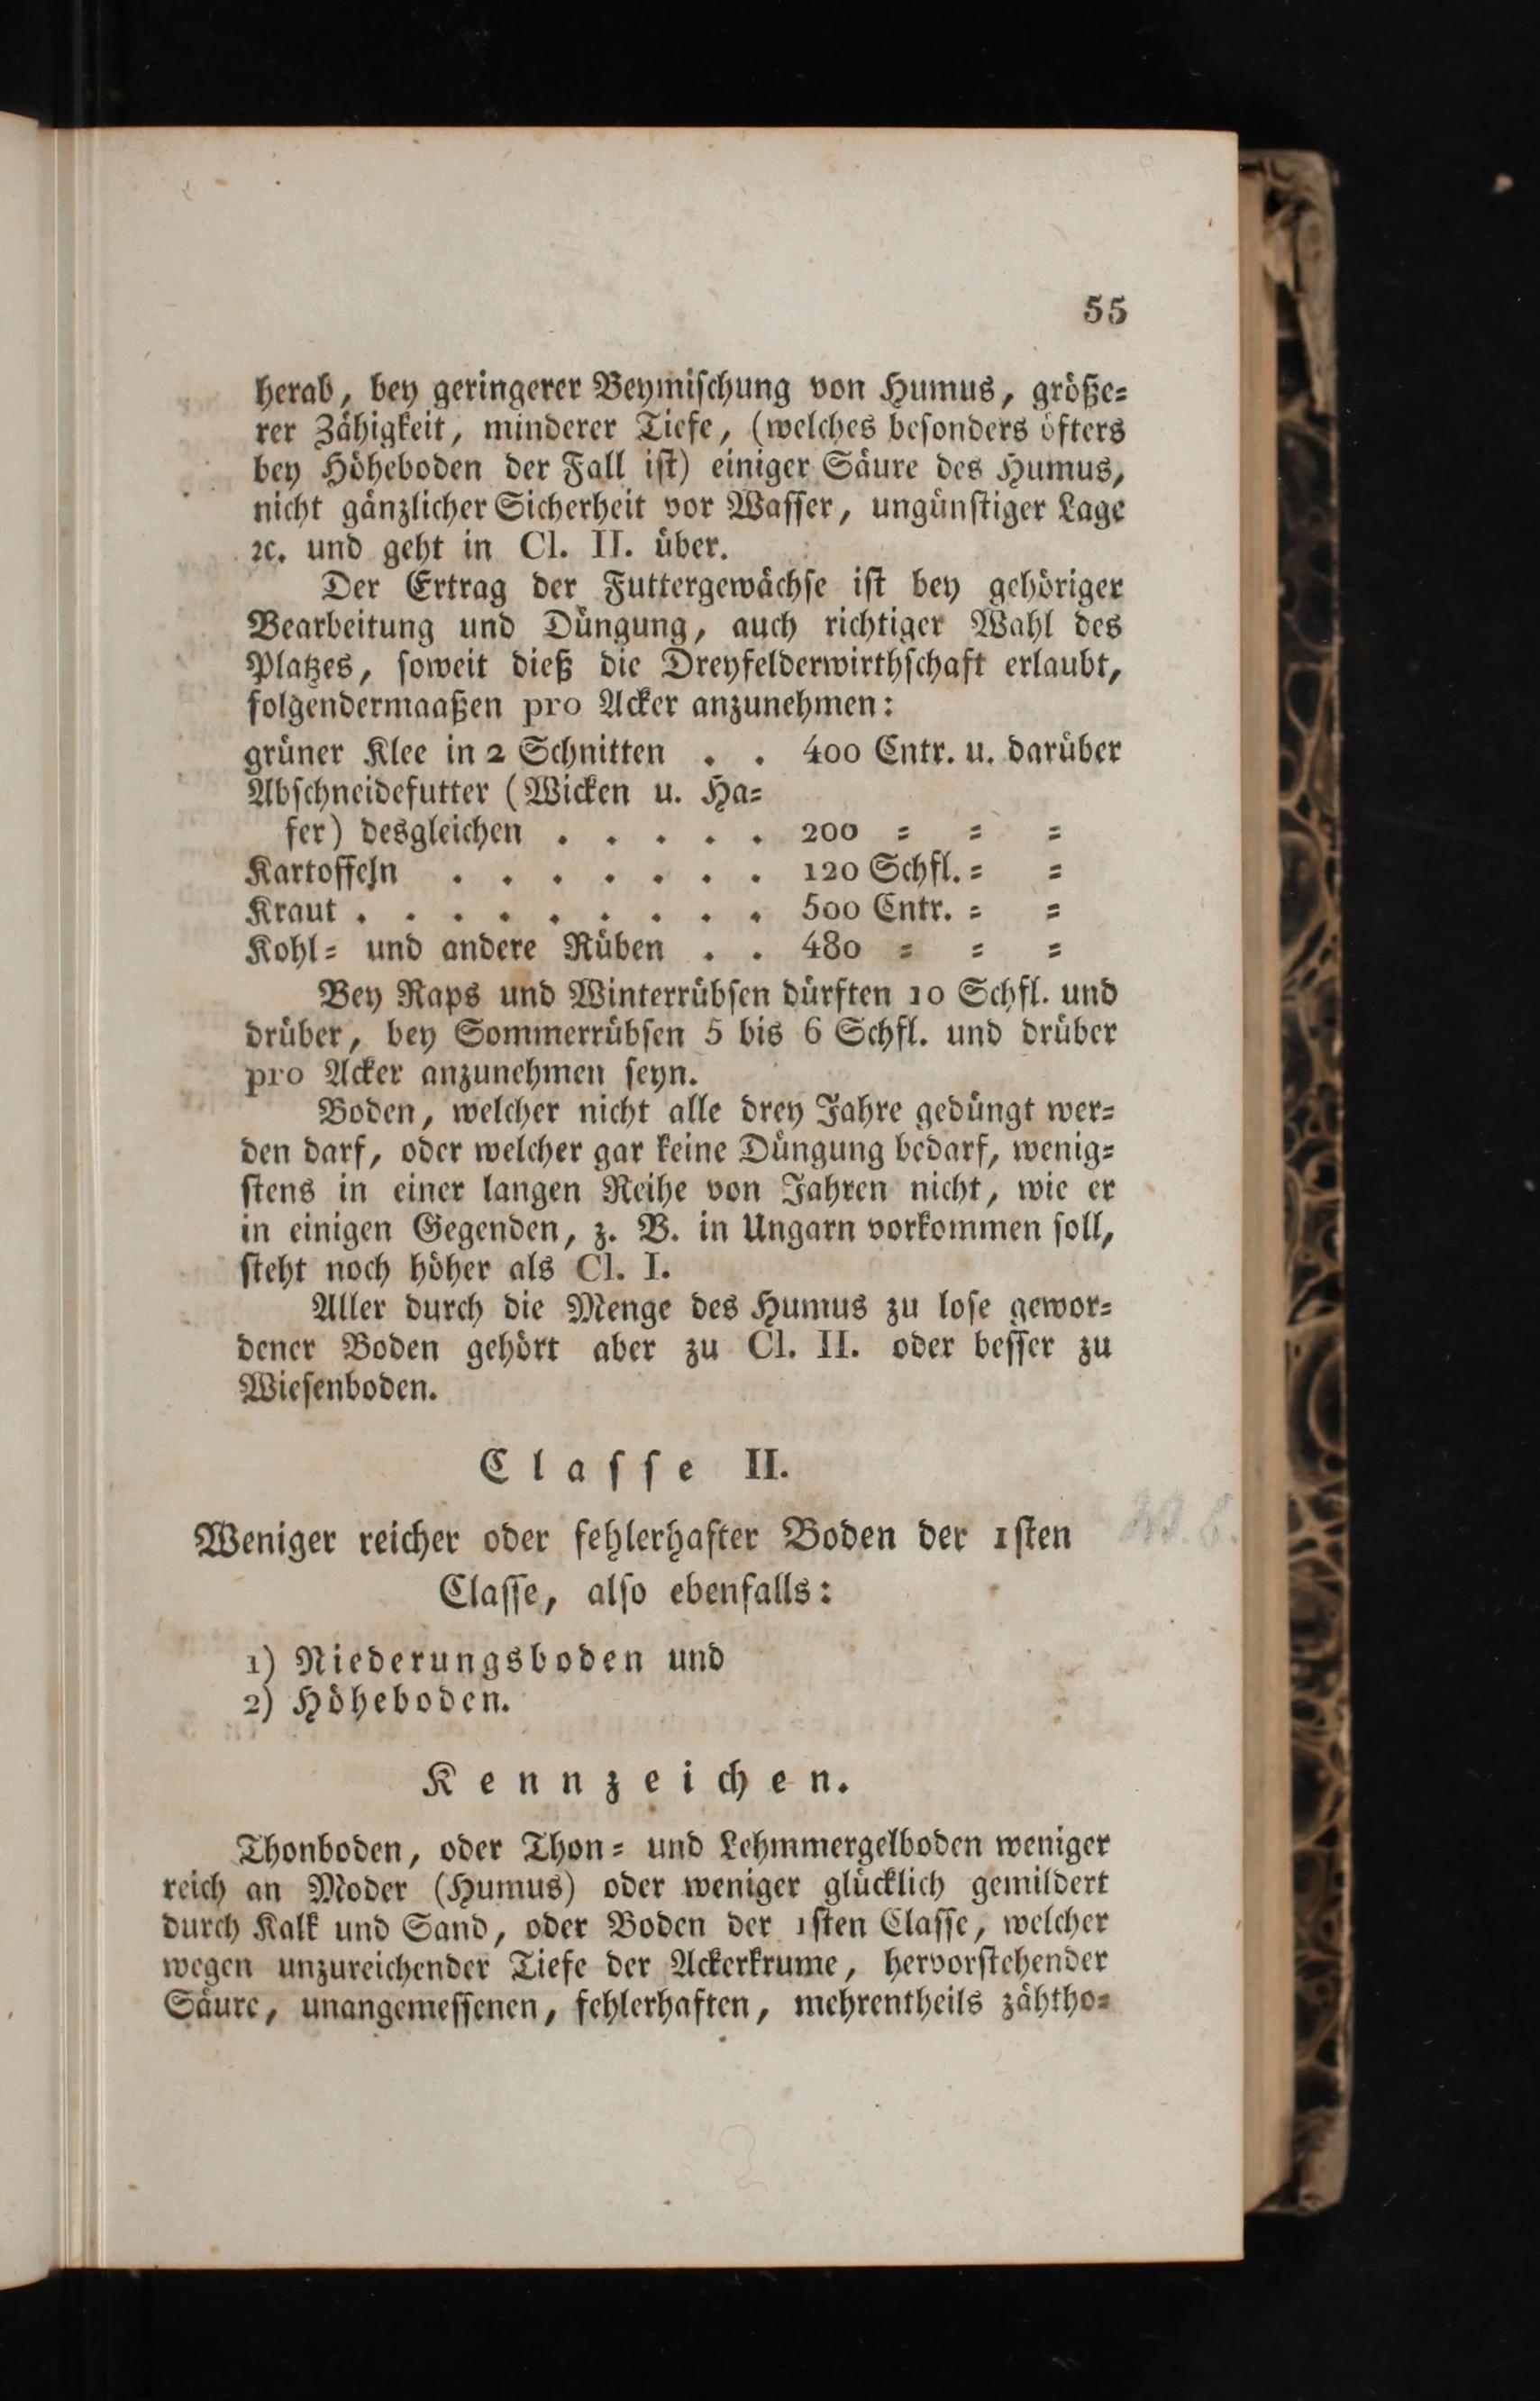 55
herab, bey geringerer Beymischung von Humus, größe=
rer Zähigkeit, minderer Tiefe, (welches besonders öfters
bey Höheboden der Fall ist) einiger Säure des Humus,
nicht gänzlicher Sicherheit vor Wasser, ungünstiger Lage
ꝛc. und geht in Cl. II. über.
Der Ertrag der Futtergewächse ist bey gehöriger
Bearbeitung und Düngung, auch richtiger Wahl des
Platzes, soweit dieß die Dreyfelderwirthschaft erlaubt,
folgendermaaßen pro Acker anzunehmen:
grüner Klee in 2 Schnitten . . 400 Cntr. u. darüber
Abschneidefutter (Wicken u. Ha=
fer) desgleichen . . . . . 200 = = =
Kartoffeln . . . . . . . 120 Schfl. = =
Kraut . . . . . . . . . 500 Cntr. = =
Kohl= und andere Rüben . . 480 = = =
Bey Raps und Winterrübsen dürften 10 Schfl. und
drüber, bey Sommerrübsen 5 bis 6 Schfl. und drüber
pro Acker anzunehmen seyn.
Boden, welcher nicht alle drey Jahre gedüngt wer=
den darf, oder welcher gar keine Düngung bedarf, wenig=
stens in einer langen Reihe von Jahren nicht, wie er
in einigen Gegenden, z. B. in Ungarn vorkommen soll,
steht noch höher als Cl. I.
Aller durch die Menge des Humus zu lose gewor=
dener Boden gehört aber zu Cl. II. oder besser zu
Wiesenboden.
Classe II.
Weniger reicher oder fehlerhafter Boden der 1sten
Classe, also ebenfalls:
1) Niederungsboden und
2) Höheboden.
Kennzeichen.
Thonboden, oder Thon= und Lehmmergelboden weniger
reich an Moder (Humus) oder weniger glücklich gemildert
durch Kalk und Sand, oder Boden der 1sten Classe, welcher
wegen unzureichender Tiefe der Ackerkrume, hervorstehender
Säure, unangemessenen, fehlerhaften, mehrentheils zähtho=